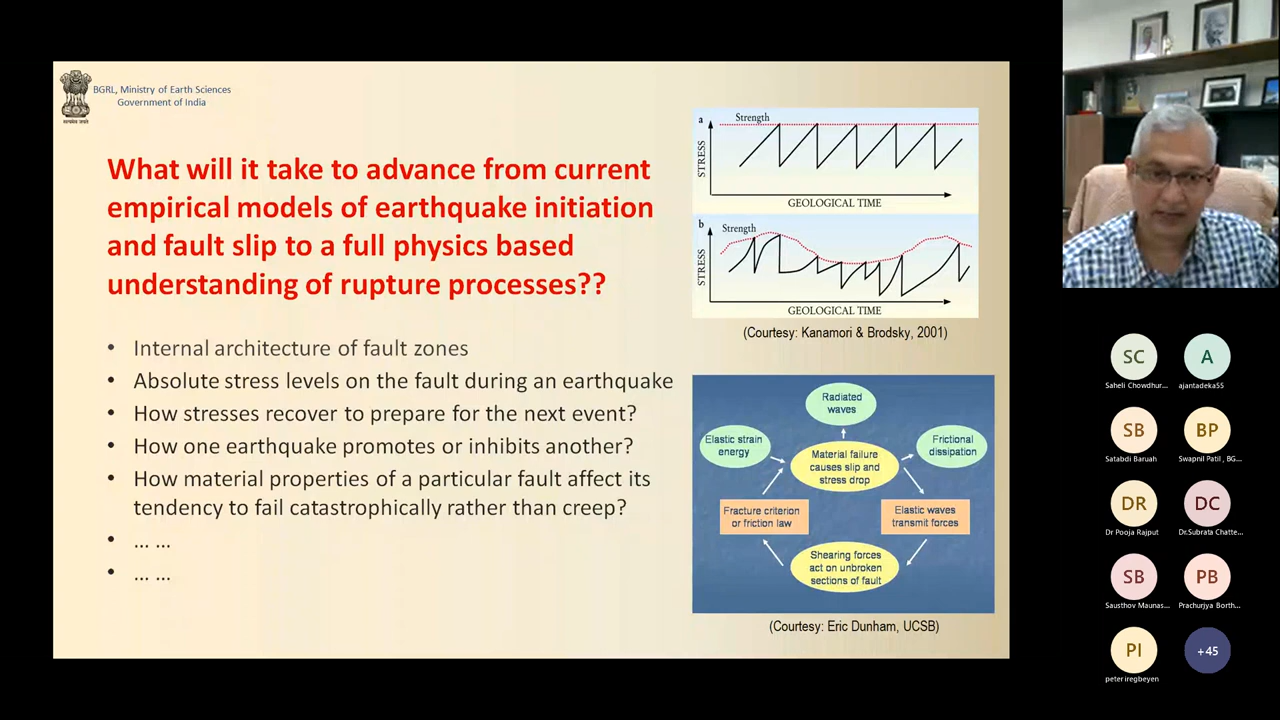 BGRL, Ministry of Earth Sciences
Government of India
सत्यमेव जयते
What will it take to advance from current
empirical models of earthquake initiation
and fault slip to a full physics based
understanding of rupture processes??
• Internal architecture of fault zones
• Absolute stress levels on the fault during an earthquake
• How stresses recover to prepare for the next event?
• How one earthquake promotes or inhibits another?
• How material properties of a particular fault affect its
tendency to fail catastrophically rather than creep?
• ... ...
• ... ...
a
Strength
STRESS
GEOLOGICAL TIME
b
Strength
STRESS
GEOLOGICAL TIME
(Courtesy: Kanamori & Brodsky, 2001)
Radiated
waves
Elastic strain
energy
Material failure
causes slip and
stress drop
Frictional
dissipation
Fracture criterion
or friction law
Elastic waves
transmit forces
Shearing forces
act on unbroken
sections of fault
(Courtesy: Eric Dunham, UCSB)
SC
Saheli Chowdhur...
A
ajantadeka55
SB
Satabdi Baruah
BP
Swapnil Patil , BG...
DR
Dr Pooja Rajput
DC
Dr.Subrata Chatte...
SB
Sausthov Maunas...
PB
Prachurjya Borth...
PI
peter iregbeyen
+45